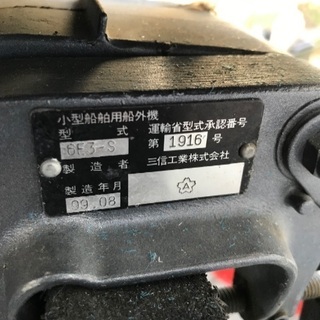 小型船舶用船外機
型式 6E3-S 運輸省型式承認番号 第 1916 号
製造者 三信工業株式会社
製造年月 99.08